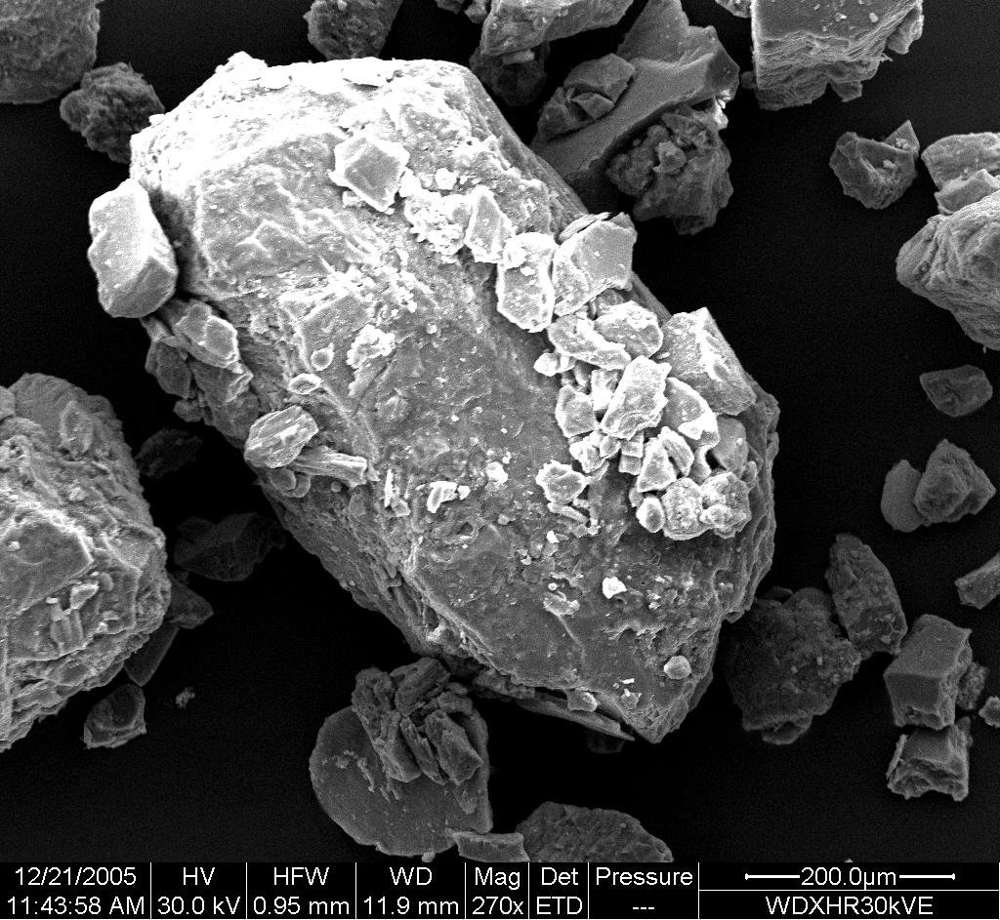 12/21/2005 HV HFW WD Mag Det Pressure 200.0µm
11:43:58 AM 30.0 kV 0.95 mm 11.9 mm 270x ETD --- WDXHR30kVE